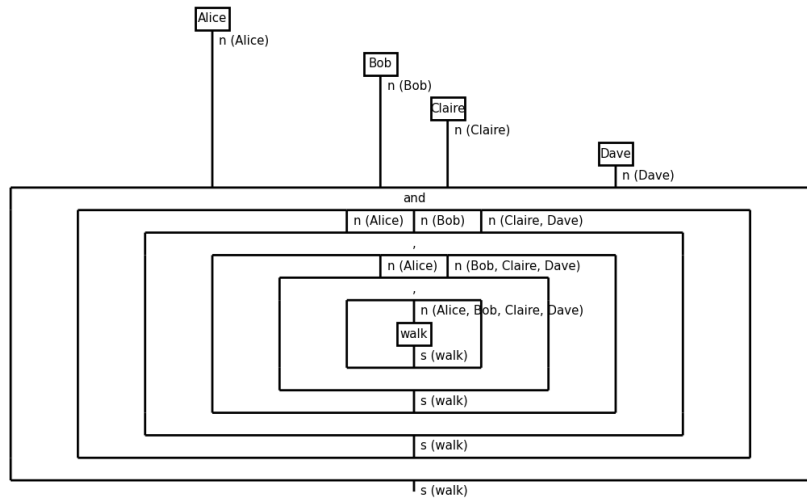 Alice
n (Alice)
Bob
n (Bob)
Claire
n (Claire)
Dave
n (Dave)
and
n (Alice) n (Bob) n (Claire, Dave)
,
n (Alice) n (Bob, Claire, Dave)
,
n (Alice, Bob, Claire, Dave)
walk
s (walk)
s (walk)
s (walk)
s (walk)